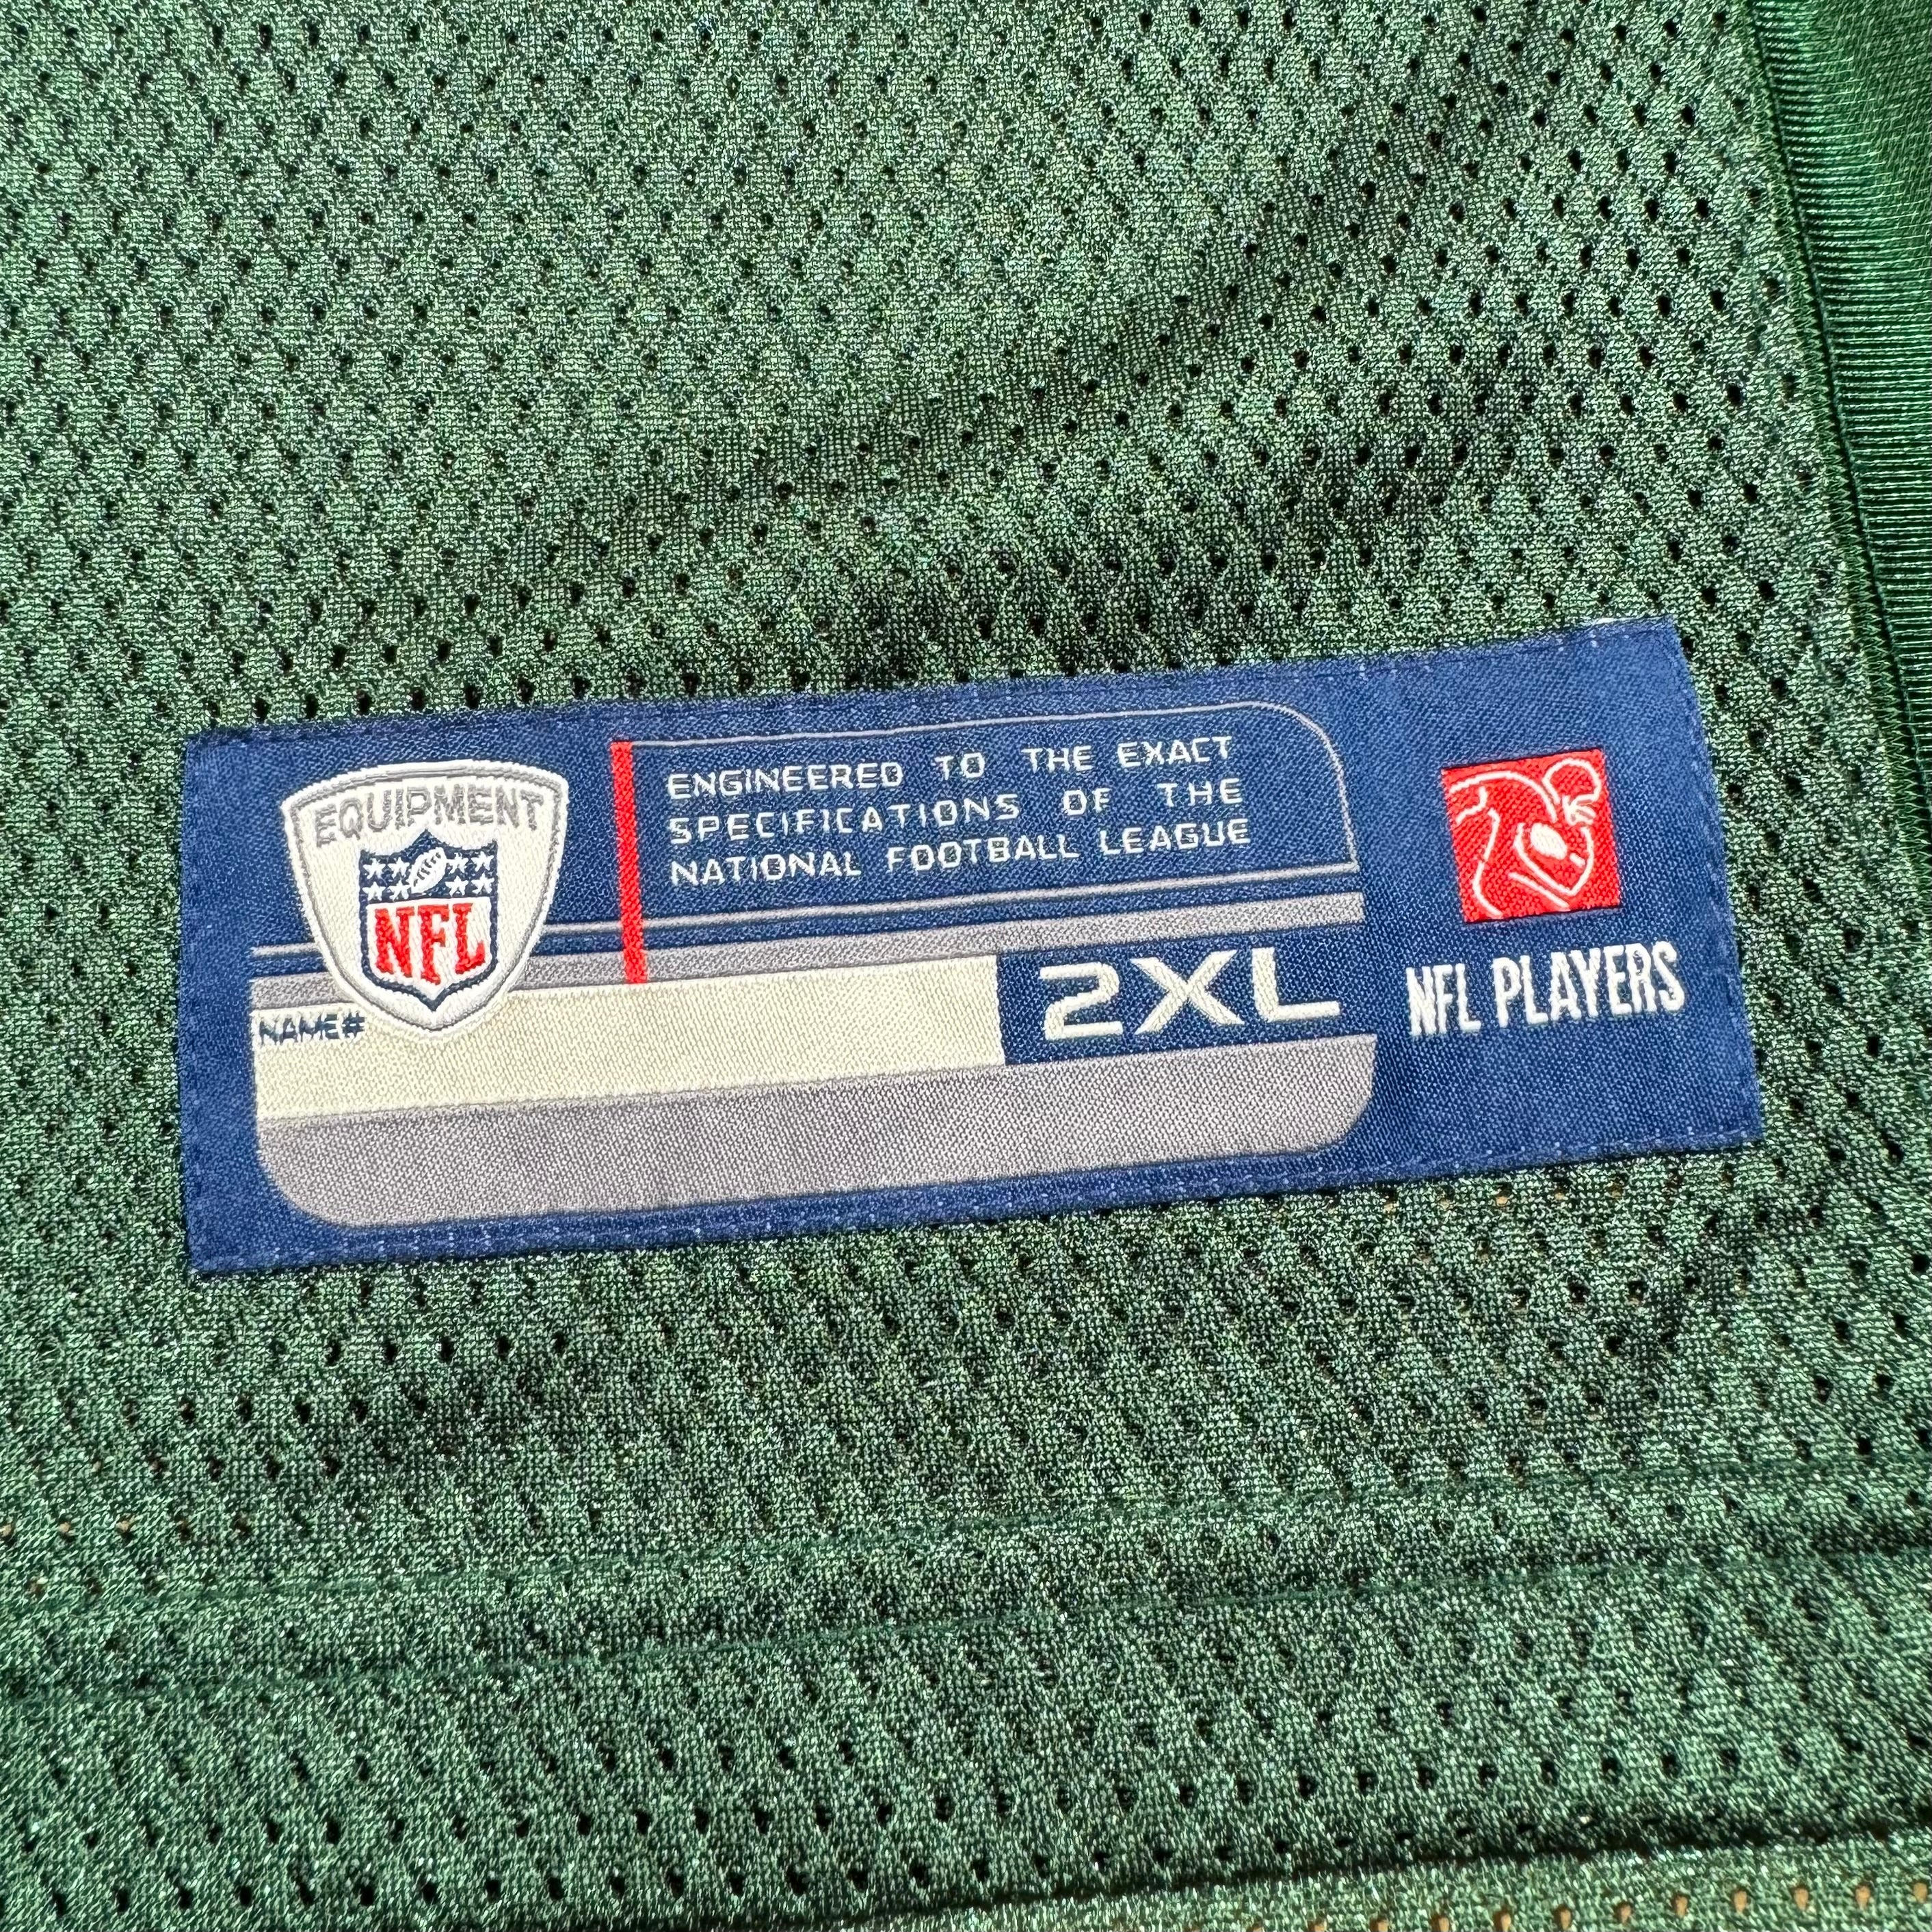 EQUIPMENT
NFL
ENGINEERED TO THE EXACT
SPECIFICATIONS OF THE
NATIONAL FOOTBALL LEAGUE
NAME#
2XL
NFL PLAYERS